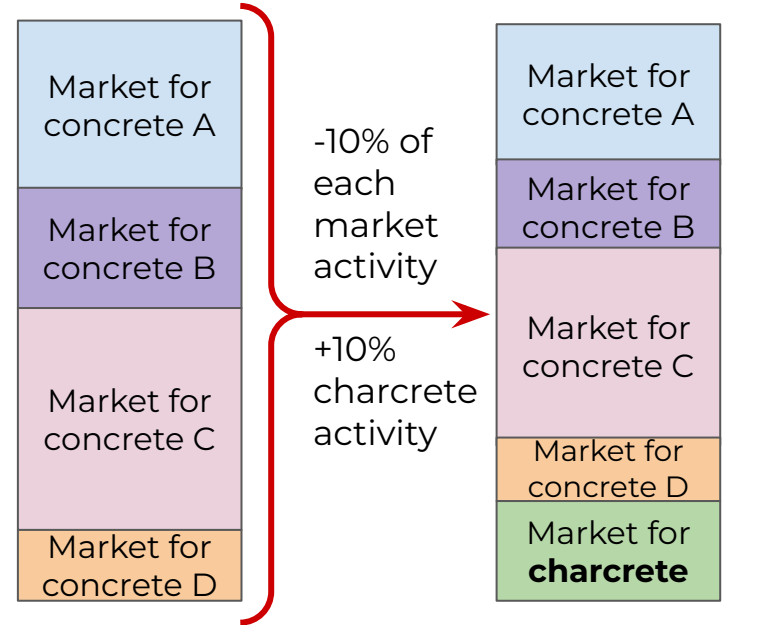 Market for
concrete A
Market for
concrete B
Market for
concrete C
Market for
concrete D
-10% of
each
market
activity
+10%
charcrete
activity
Market for
concrete A
Market for
concrete B
Market for
concrete C
Market for
concrete D
Market for
charcrete